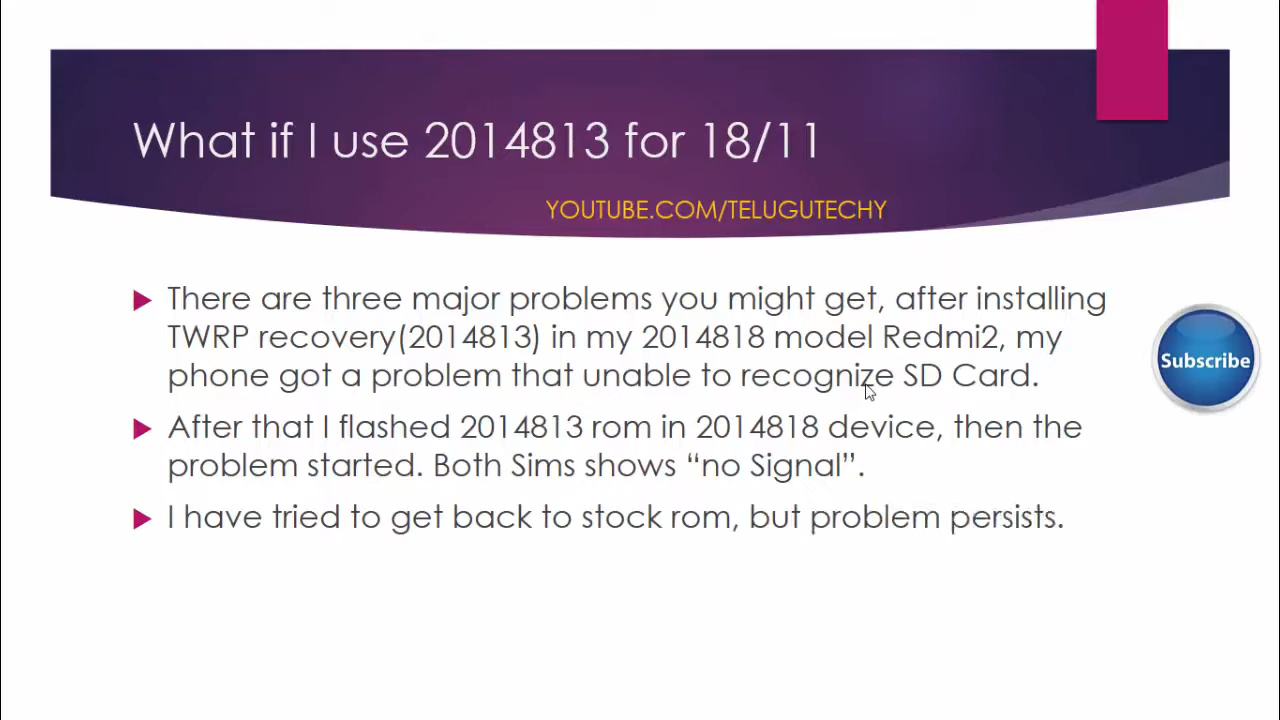 What if I use 2014813 for 18/11
YOUTUBE.COM/TELUGUTECHY
There are three major problems you might get, after installing
TWRP recovery(2014813) in my 2014818 model Redmi2, my
phone got a problem that unable to recognize SD Card.
Subscribe
After that I flashed 2014813 rom in 2014818 device, then the
problem started. Both Sims shows “no Signal”.
I have tried to get back to stock rom, but problem persists.